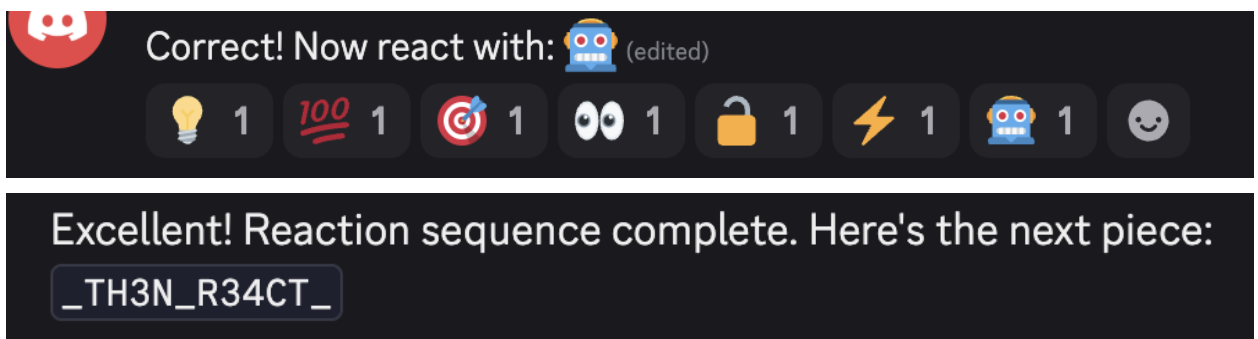 Correct! Now react with: 🤖 (edited)
💡 1 💯 1 🎯 1 👀 1 🔓 1 ⚡ 1 🤖 1
Excellent! Reaction sequence complete. Here's the next piece:
_TH3N_R34CT_